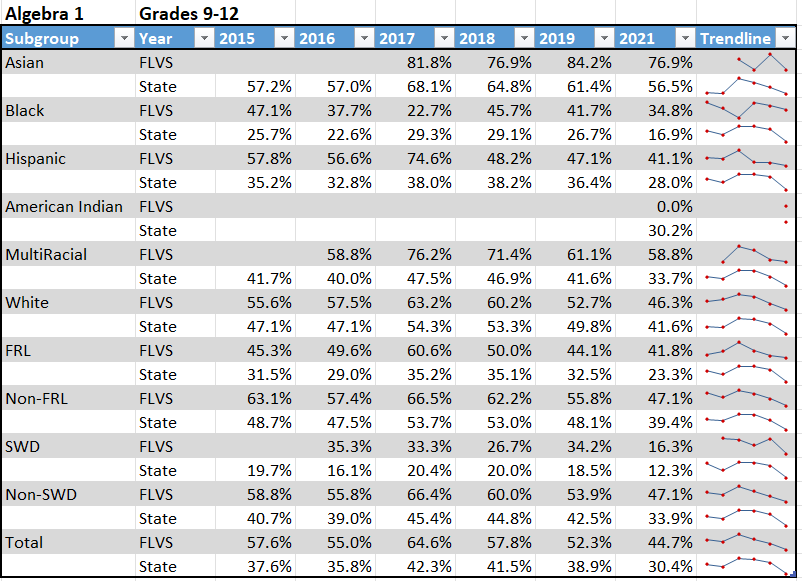 Algebra 1 Grades 9-12
Subgroup Year 2015 2016 2017 2018 2019 2021 Trendline
Asian FLVS 81.8% 76.9% 84.2% 76.9%
State 57.2% 57.0% 68.1% 64.8% 61.4% 56.5%
Black FLVS 47.1% 37.7% 22.7% 45.7% 41.7% 34.8%
State 25.7% 22.6% 29.3% 29.1% 26.7% 16.9%
Hispanic FLVS 57.8% 56.6% 74.6% 48.2% 47.1% 41.1%
State 35.2% 32.8% 38.0% 38.2% 36.4% 28.0%
American Indian FLVS 0.0%
State 30.2%
MultiRacial FLVS 58.8% 76.2% 71.4% 61.1% 58.8%
State 41.7% 40.0% 47.5% 46.9% 41.6% 33.7%
White FLVS 55.6% 57.5% 63.2% 60.2% 52.7% 46.3%
State 47.1% 47.1% 54.3% 53.3% 49.8% 41.6%
FRL FLVS 45.3% 49.6% 60.6% 50.0% 44.1% 41.8%
State 31.5% 29.0% 35.2% 35.1% 32.5% 23.3%
Non-FRL FLVS 63.1% 57.4% 66.5% 62.2% 55.8% 47.1%
State 48.7% 47.5% 53.7% 53.0% 48.1% 39.4%
SWD FLVS 35.3% 33.3% 26.7% 34.2% 16.3%
State 19.7% 16.1% 20.4% 20.0% 18.5% 12.3%
Non-SWD FLVS 58.8% 55.8% 66.4% 60.0% 53.9% 47.1%
State 40.7% 39.0% 45.4% 44.8% 42.5% 33.9%
Total FLVS 57.6% 55.0% 64.6% 57.8% 52.3% 44.7%
State 37.6% 35.8% 42.3% 41.5% 38.9% 30.4%